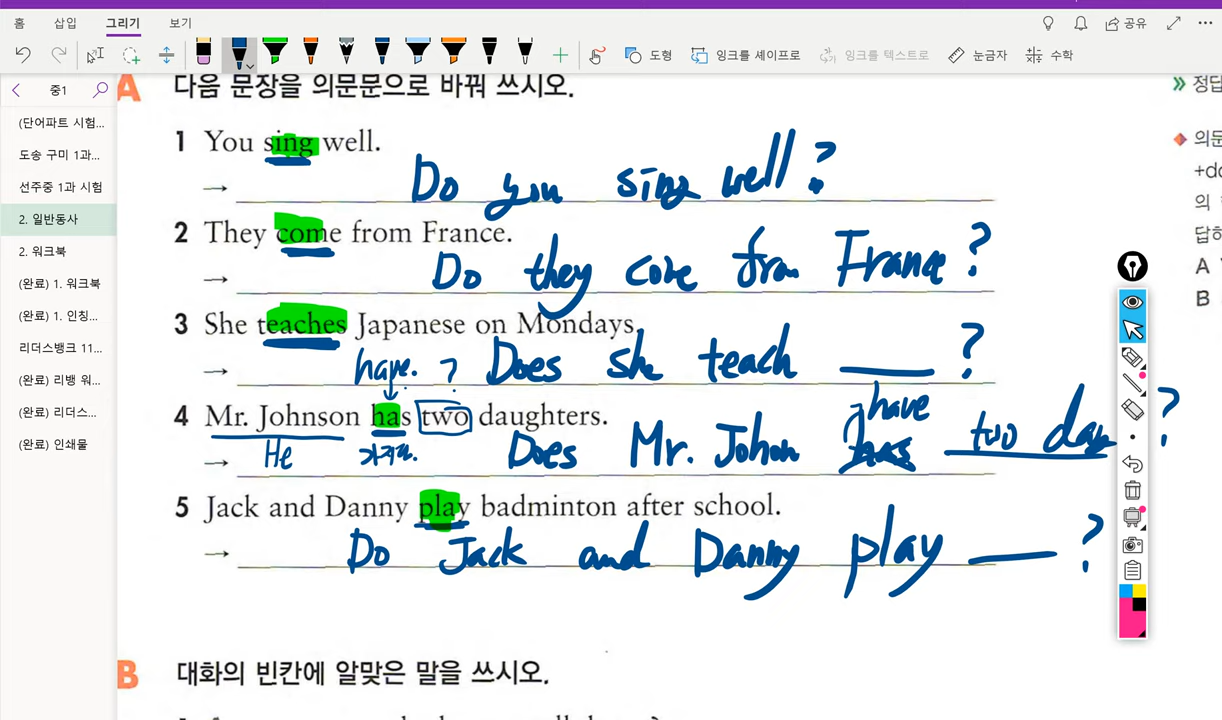 홈 삽입 그리기 보기
공유
도형 잉크를 셰이프로 잉크를 텍스트로 눈금자 수학
중1
(단어파트 시험...
도송 구미 1과...
선주중 1과 시험
2. 일반동사
2. 워크북
(완료) 1. 워크북
(완료) 1. 인칭...
리더스뱅크 11...
(완료) 리뱅 워...
(완료) 리더스...
(완료) 인쇄물
A 다음 문장을 의문문으로 바꿔 쓰시오.
1 You sing well.
→ Do you sing well?
2 They come from France.
→ Do they come from France?
3 She teaches Japanese on Mondays.
→ have. ? Does she teach ?
4 Mr. Johnson has two daughters.
He 가지다. have
→ Does Mr. Johon has two dau ?
5 Jack and Danny play badminton after school.
→ Do Jack and Danny play ?
B 대화의 빈칸에 알맞은 말을 쓰시오.
정답
의문
+do
의
답하
A
B